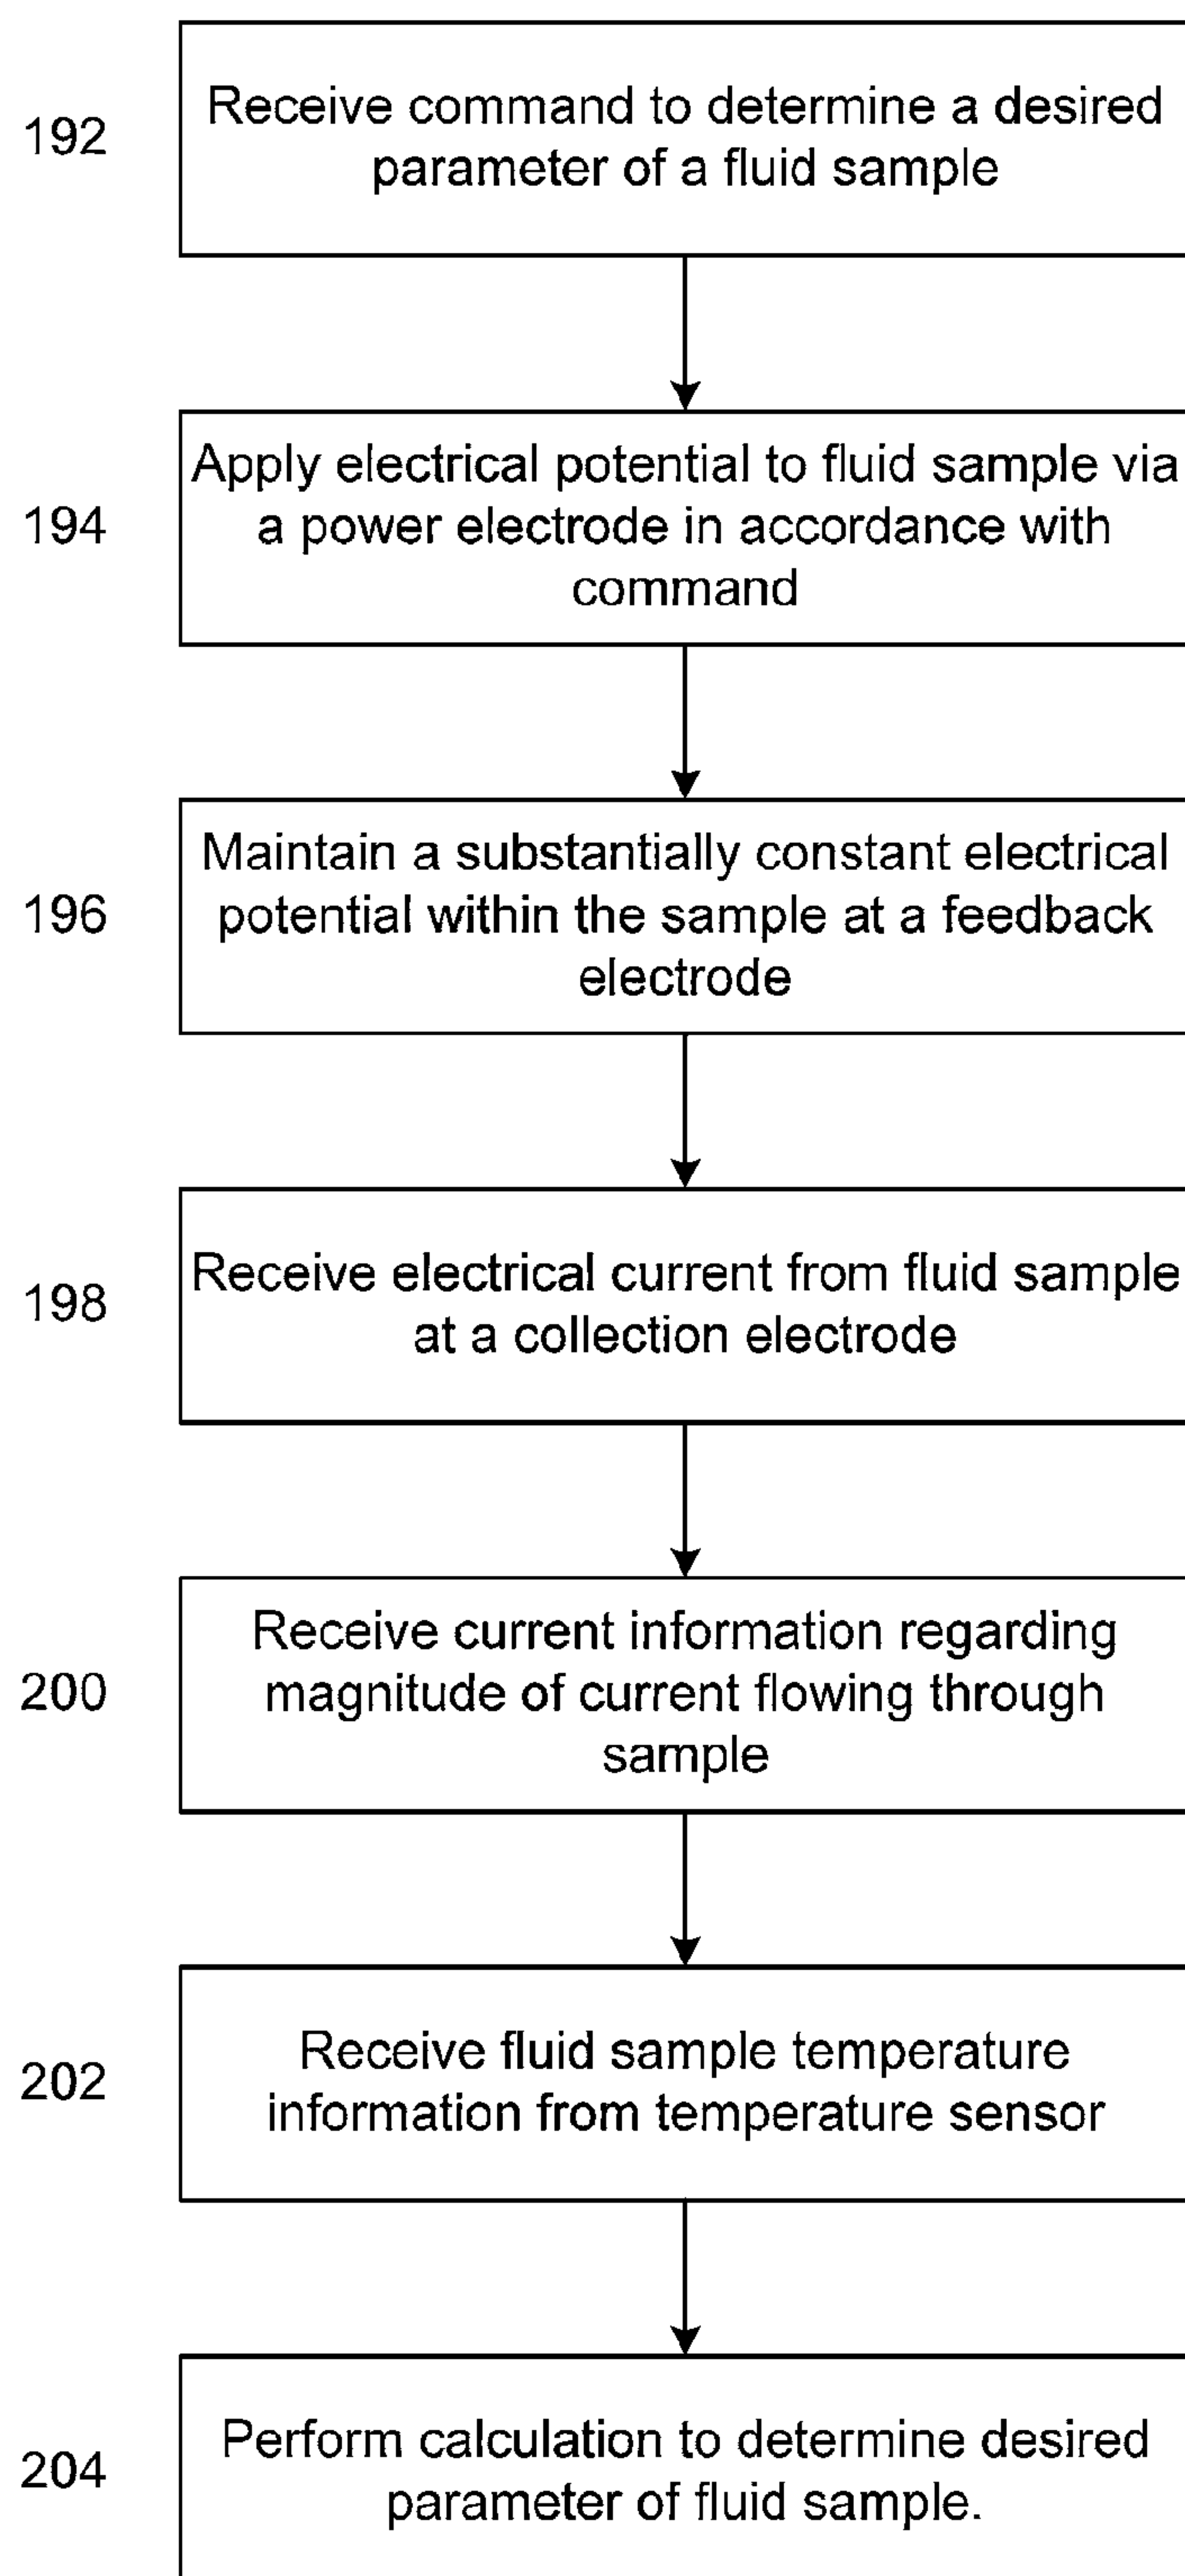 192
Receive command to determine a desired
parameter of a fluid sample
194
Apply electrical potential to fluid sample via
a power electrode in accordance with
command
196
Maintain a substantially constant electrical
potential within the sample at a feedback
electrode
198
Receive electrical current from fluid sample
at a collection electrode
200
Receive current information regarding
magnitude of current flowing through
sample
202
Receive fluid sample temperature
information from temperature sensor
204
Perform calculation to determine desired
parameter of fluid sample.